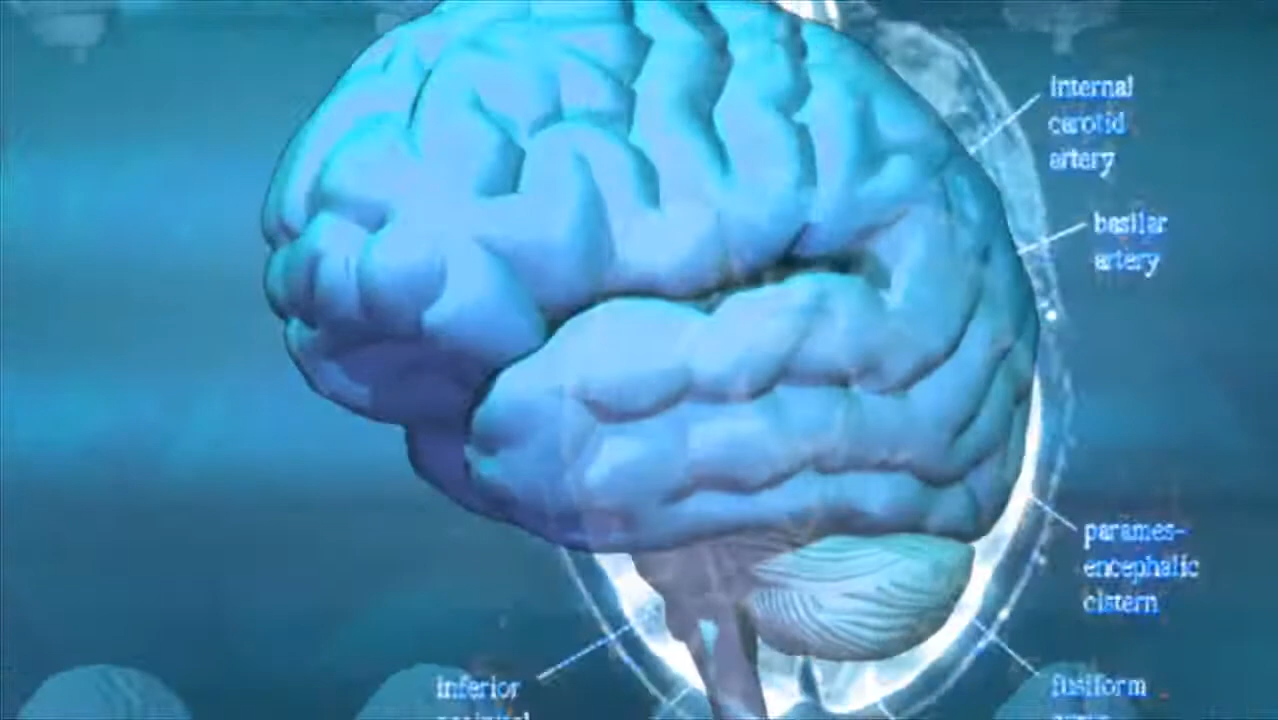 internal
carotid
artery
basilar
artery
parames-
encephalic
cistern
inferior
fusiform